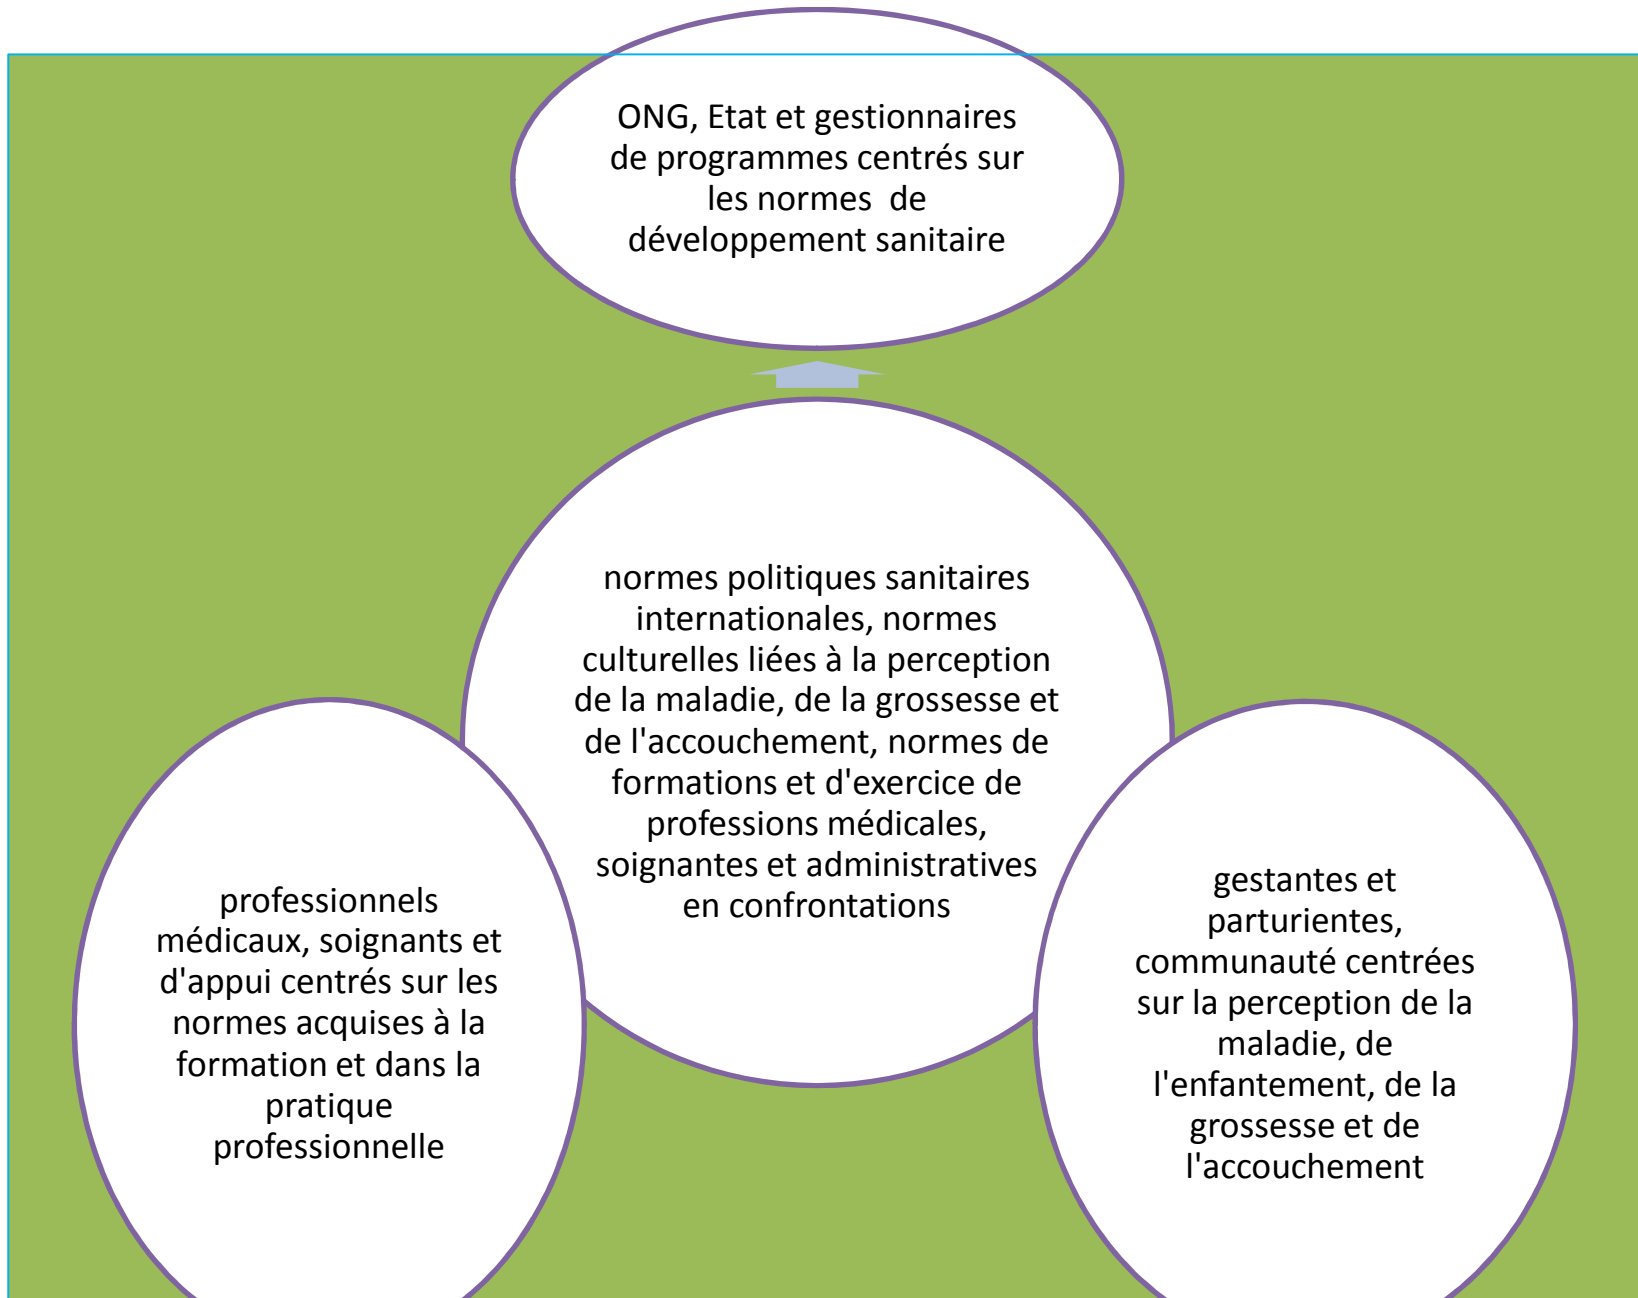 ONG, Etat et gestionnaires
de programmes centrés sur
les normes  de
développement sanitaire
normes politiques sanitaires
internationales, normes
culturelles liées à la perception
de la maladie, de la grossesse et
de l'accouchement, normes de
formations et d'exercice de
professions médicales,
soignantes et administratives
en confrontations
professionnels
médicaux, soignants et
d'appui centrés sur les
normes acquises à la
formation et dans la
pratique
professionnelle
gestantes et
parturientes,
communauté centrées
sur la perception de la
maladie, de
l'enfantement, de la
grossesse et de
l'accouchement